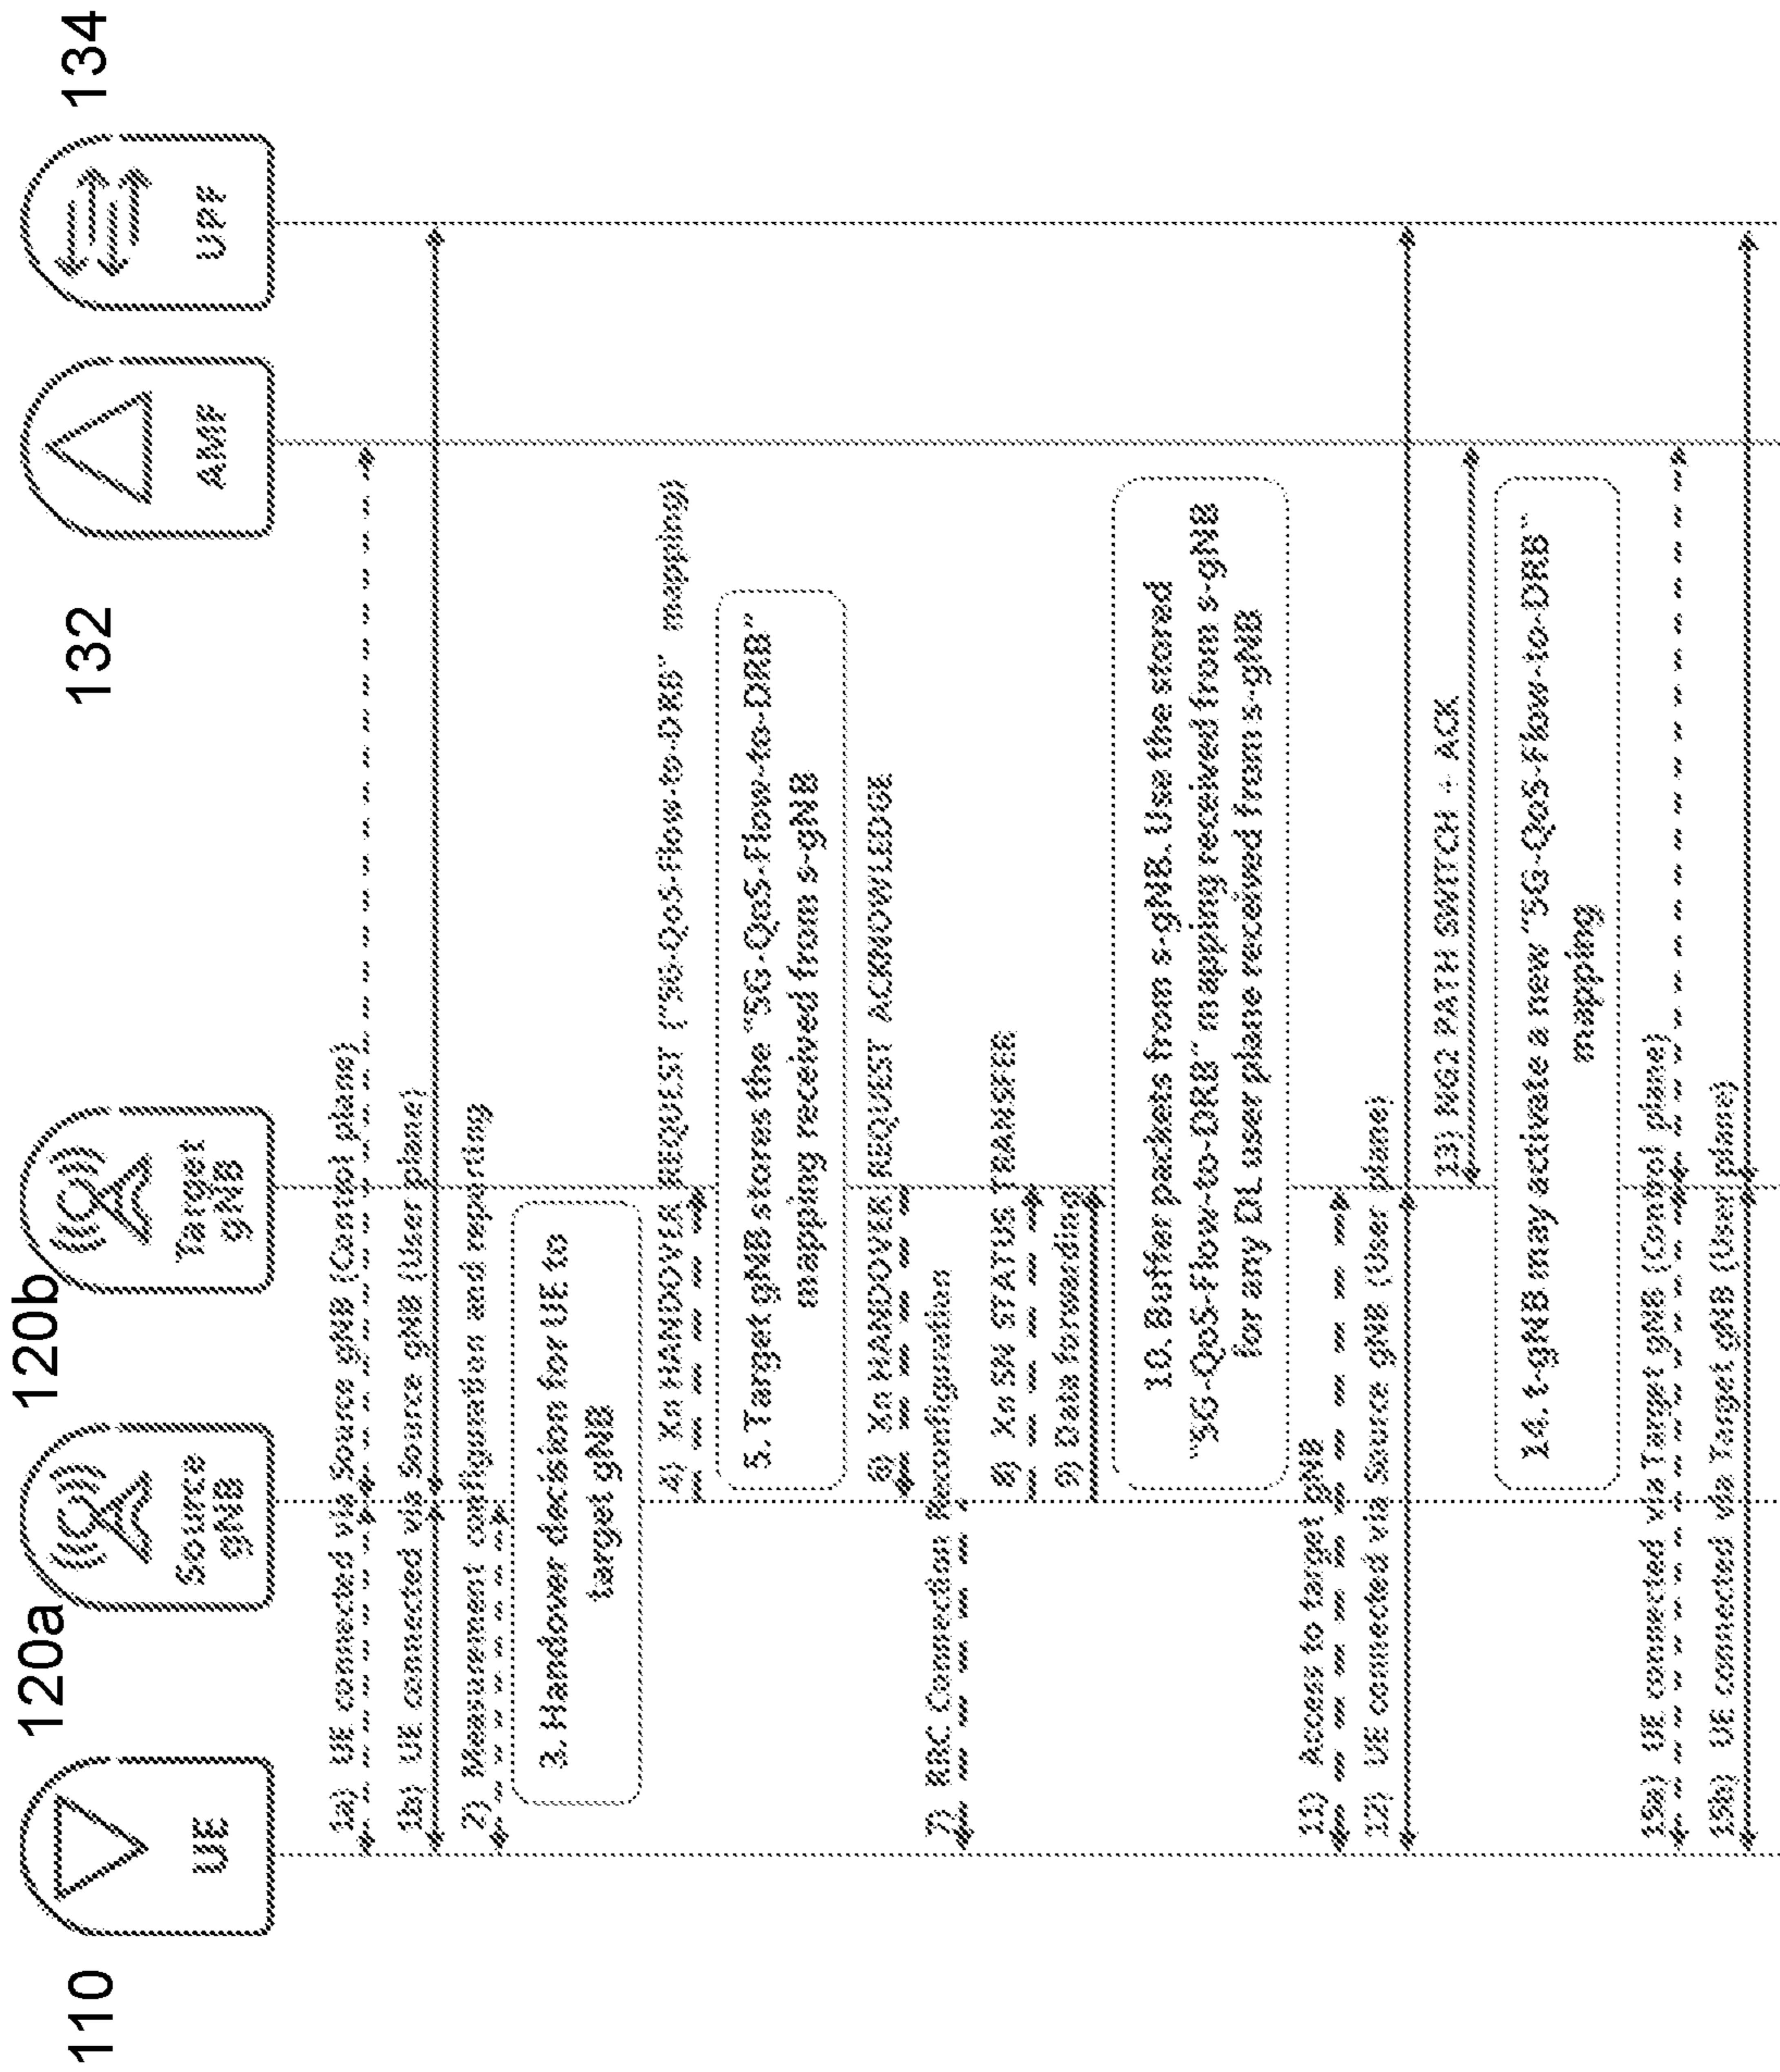 110
120a
120b
132
134
UE
Source
gNB
Target
gNB
AMF
UPF
1a) UE connected via Source gNB (Control plane)
1b) UE connected via Source gNB (User plane)
2) Measurement configuration and reporting
3. Handover decision for UE to
target gNB
4) Xn HANDOVER REQUEST ("5G-QoS-flow-to-DRB" mapping)
5. Target gNB stores the "5G-QoS-Flow-to-DRB"
mapping received from s-gNB
6) Xn HANDOVER REQUEST ACKNOWLEDGE
7) RRC Connection Reconfiguration
8) Xn SN STATUS TRANSFER
9) Data forwarding
10. Buffer packets from s-gNB. Use the stored
"5G-QoS-Flow-to-DRB" mapping received from s-gNB
for any DL user plane received from s-gNB
11) Access to target gNB
12) UE connected via Source gNB (User plane)
13) NG2 PATH SWITCH + ACK
14. t-gNB may activate a new "5G-QoS-Flow-to-DRB"
mapping
15a) UE connected via Target gNB (Control plane)
15b) UE connected via Target gNB (User plane)